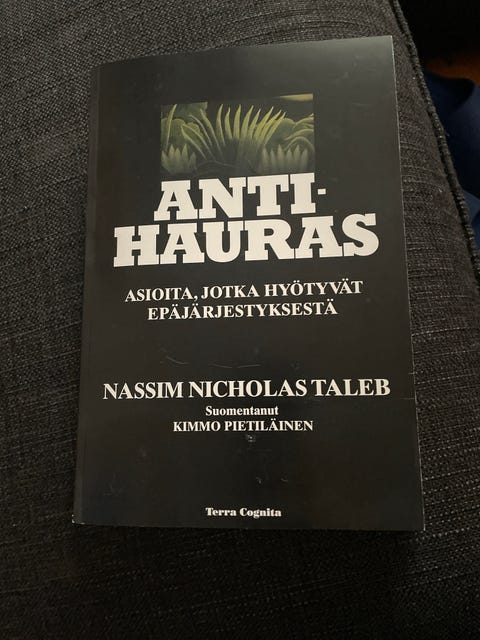 ANTI-
HAURAS
ASIOITA, JOTKA HYÖTYVÄT
EPÄJÄRJESTYKSESTÄ
NASSIM NICHOLAS TALEB
Suomentanut
KIMMO PIETILÄINEN
Terra Cognita